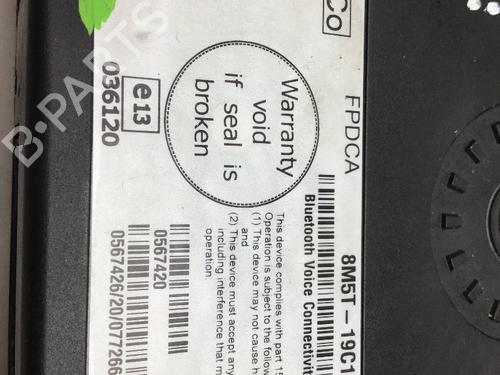 Co
FPDCA
8M5T-19C1
Bluetooth Voice Connectivit
This device complies with part 15
Operation is subject to the follow
(1) This device may not cause h
and
(2) This device must accept any
including interference that m
operation.
Warranty
void
if seal is
broken
e13
036120
0567420
0567426/20/077266
B-PARTS